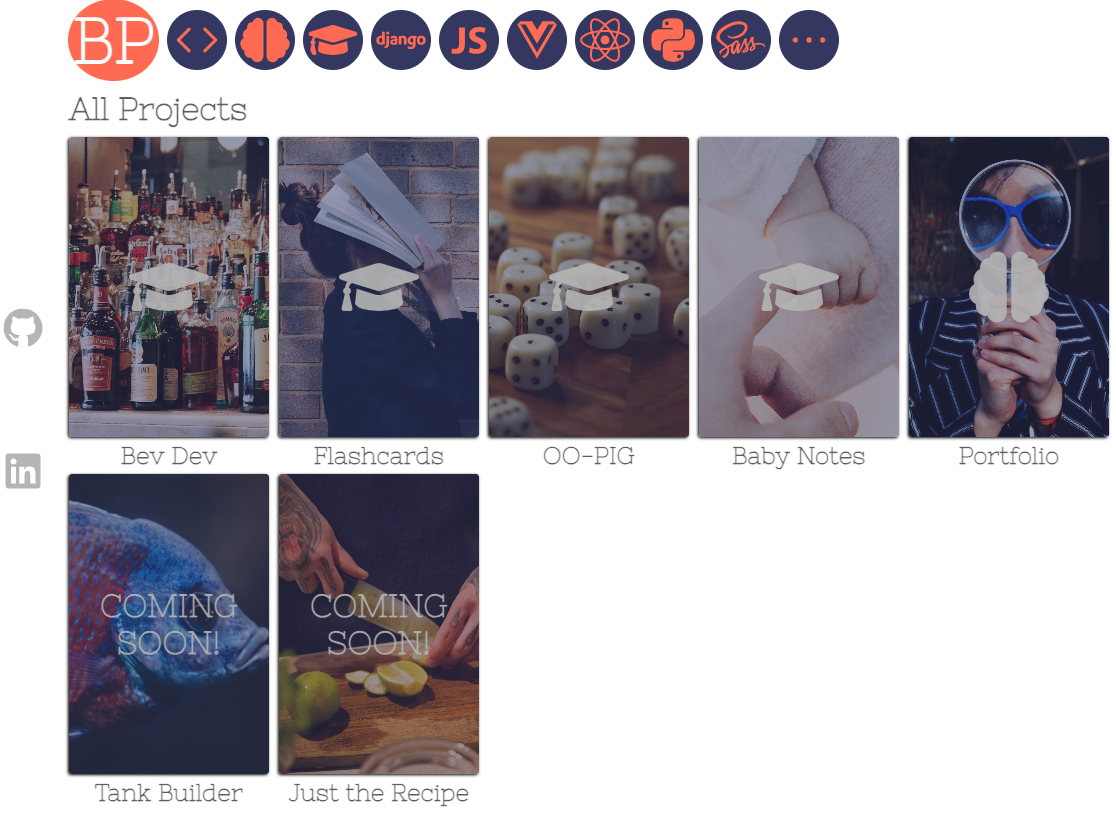 BP
django
JS
Sass
All Projects
Bev Dev
Flashcards
OO-PIG
Baby Notes
Portfolio
in
COMING
SOON!
COMING
SOON!
Tank Builder
Just the Recipe